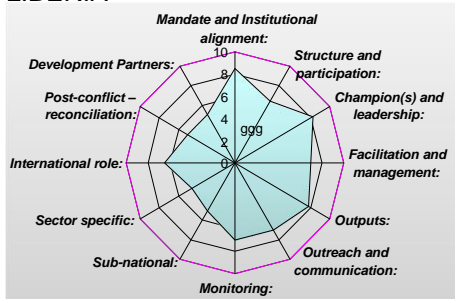 Mandate and Institutional
alignment:
Development Partners:
Structure and
participation:
Post-conflict –
reconciliation:
Champion(s) and
leadership:
International role:
Facilitation and
management:
Sector specific:
Outputs:
Sub-national:
Outreach and
communication:
Monitoring:
10
8
6
4
2
0
ggg